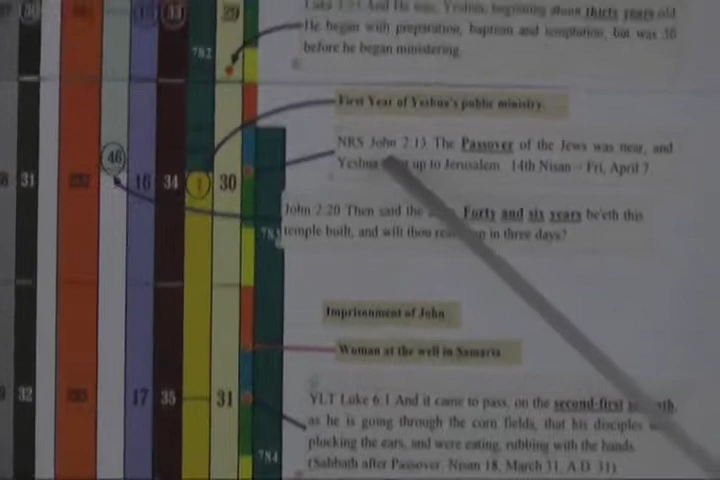 Luke 3:23 And He was, Yeshua, beginning about thirty years old
He began with preparation, baptism and temptation, but was 30
before he began ministering.
29
33
782
First Year of Yeshua's public ministry.
NRS John 2:13 The Passover of the Jews was near, and
Yeshua up to Jerusalem. 14th Nisan - Fri, April 7
46
31
16
34
1
30
John 2:20 Then said the Forty and six years be'eth this
temple built, and wilt thou in three days?
783
Imprisonment of John
Woman at the well in Samaria
32
17
35
31
YLT Luke 6:1 And it came to pass, on the second-first
as he is going through the corn fields, that his disciples
plucking the ears, and were eating, rubbing with the hands.
(Sabbath after Passover. Nisan 18, March 31, A.D. 31)
784